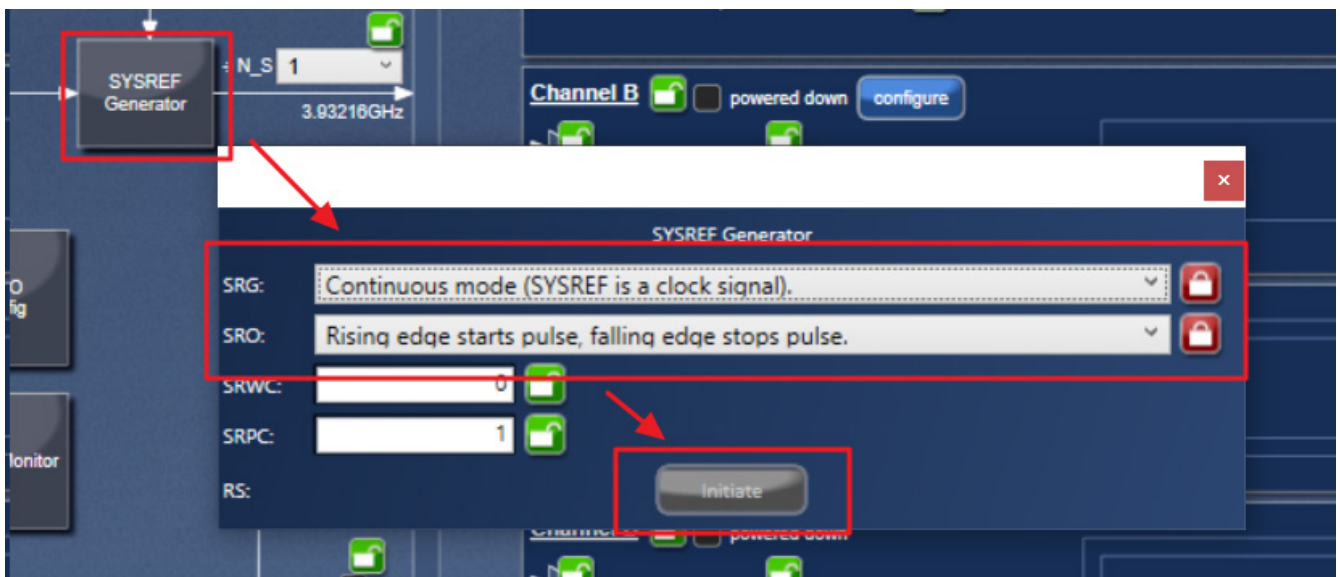 SYSREF
Generator
÷ N_S 1
3.93216GHz
Channel B powered down configure
SYSREF Generator
SRG: Continuous mode (SYSREF is a clock signal).
SRO: Rising edge starts pulse, falling edge stops pulse.
SRWC: 0
SRPC: 1
RS: Initiate
powered down